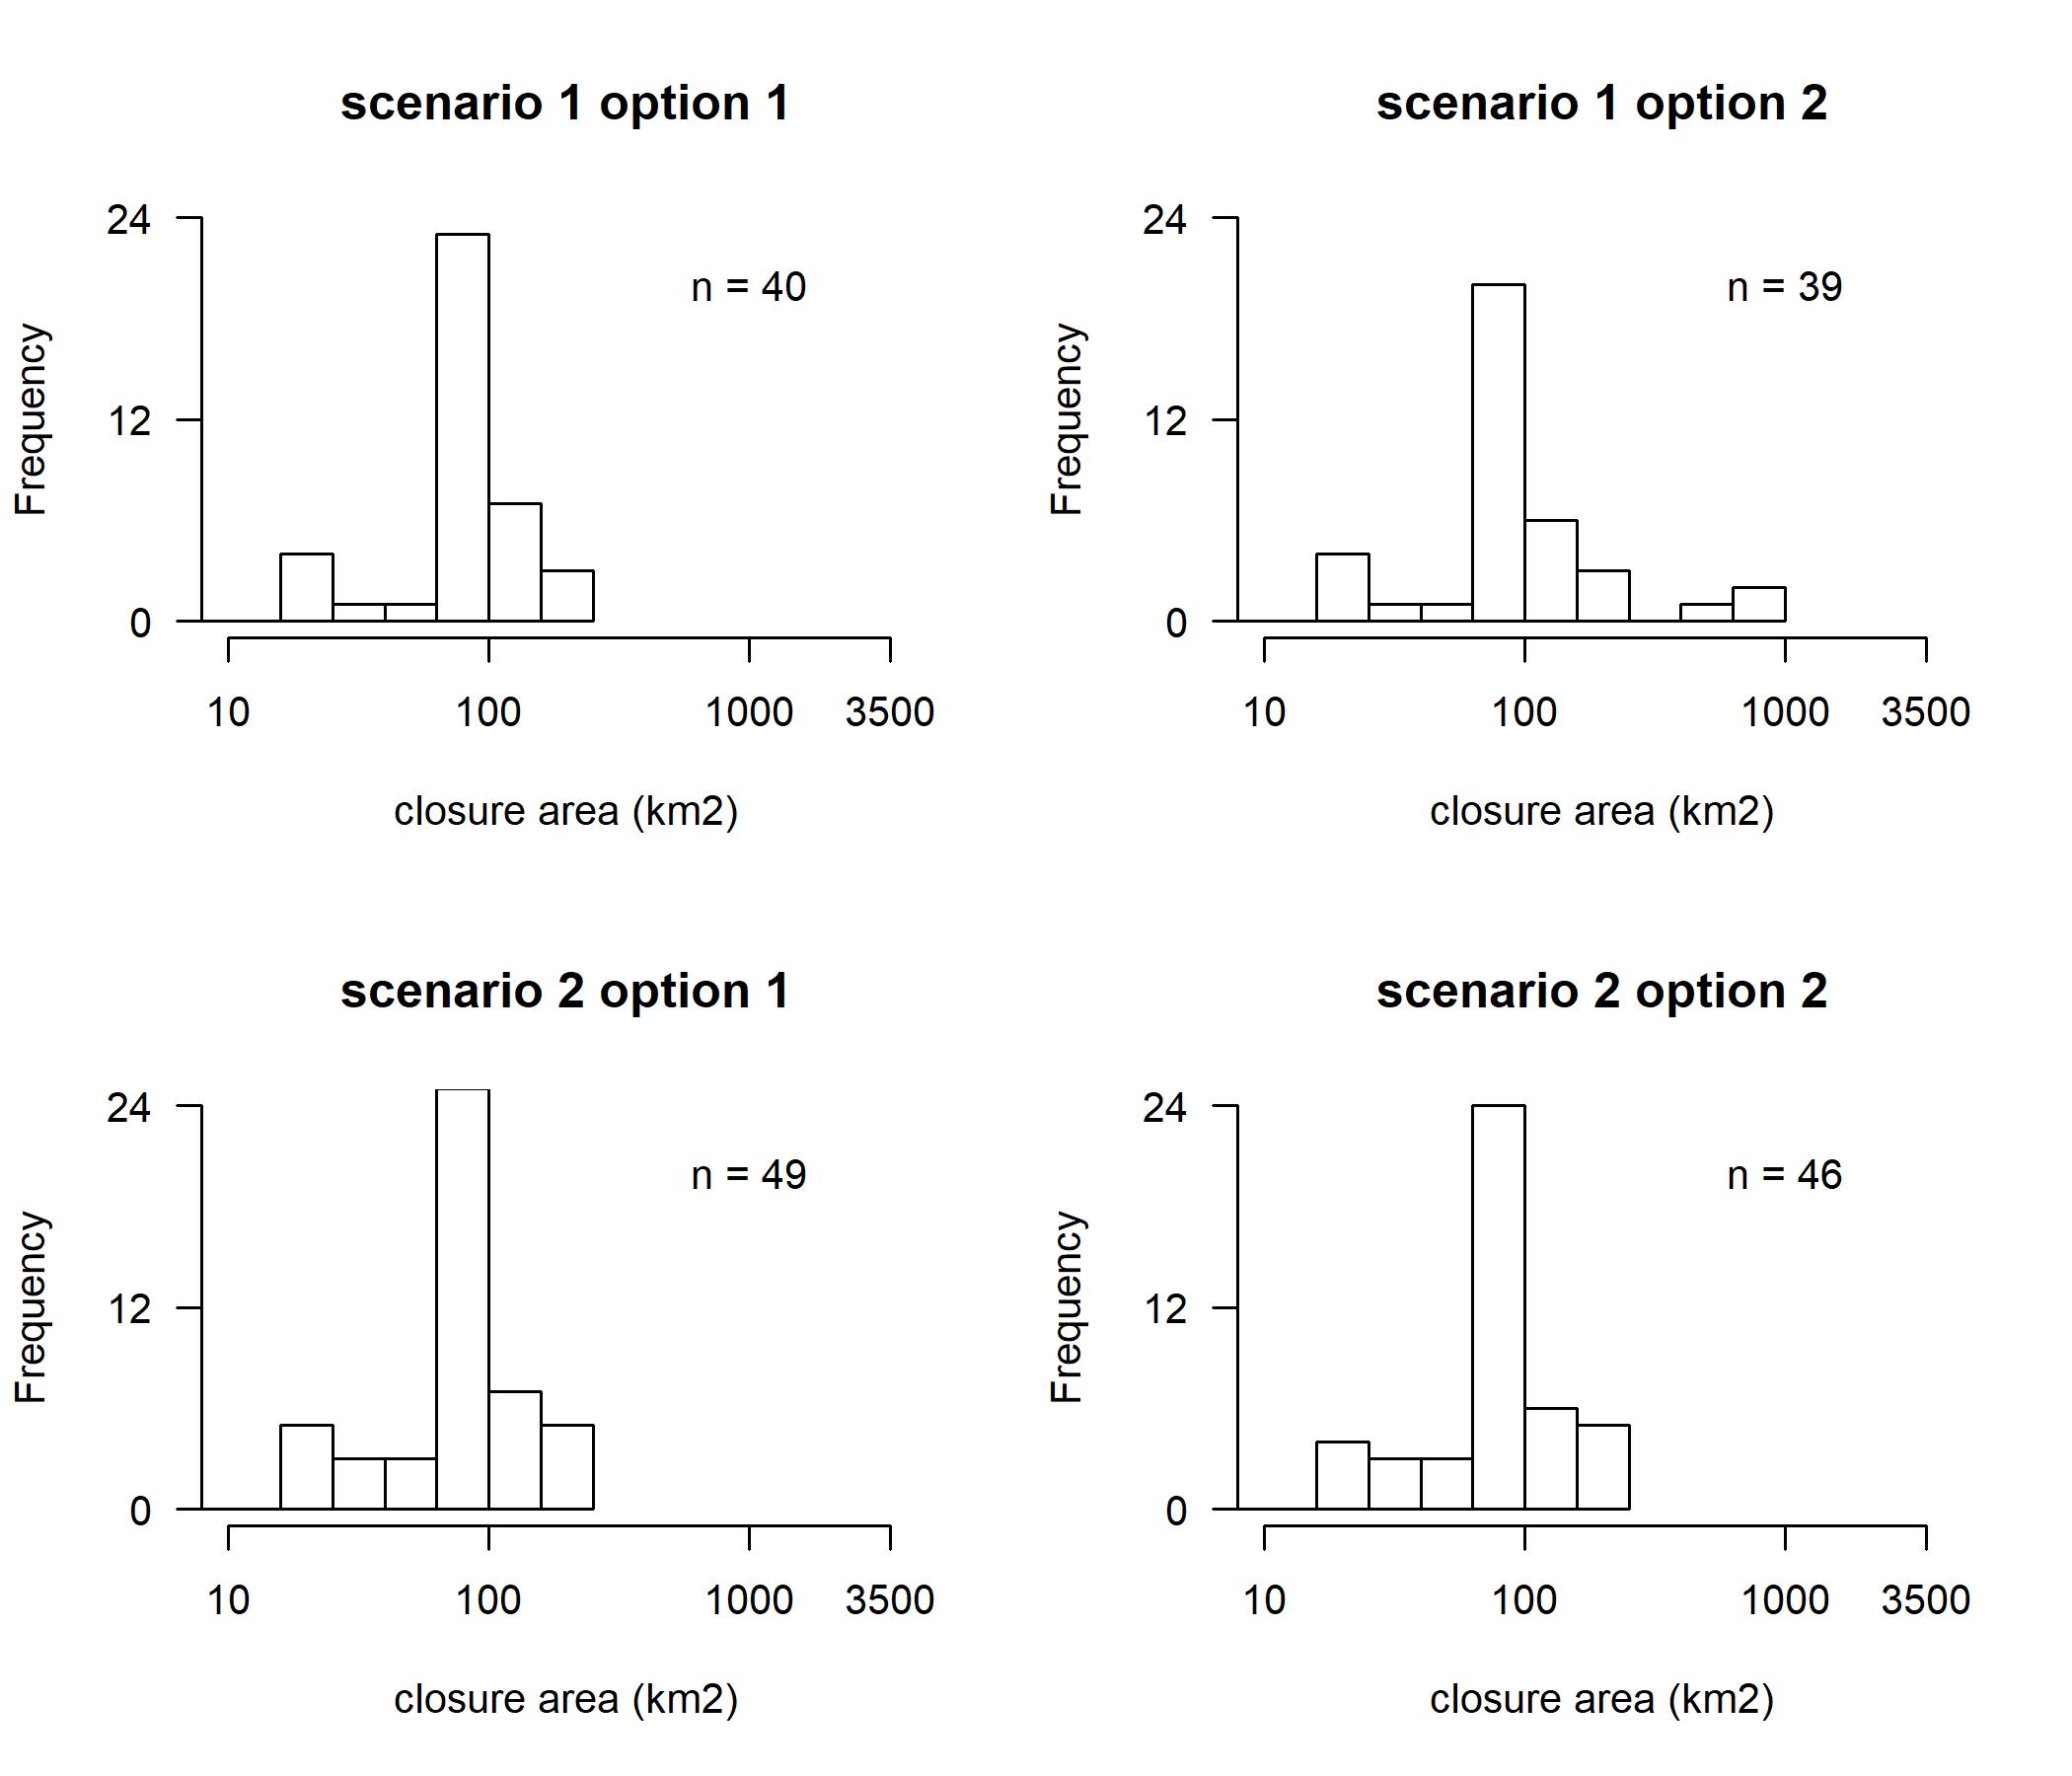 scenario 1 option 1
24
12
0
Frequency
n = 40
10 100 1000 3500
closure area (km2)
scenario 1 option 2
24
12
0
Frequency
n = 39
10 100 1000 3500
closure area (km2)
scenario 2 option 1
24
12
0
Frequency
n = 49
10 100 1000 3500
closure area (km2)
scenario 2 option 2
24
12
0
Frequency
n = 46
10 100 1000 3500
closure area (km2)